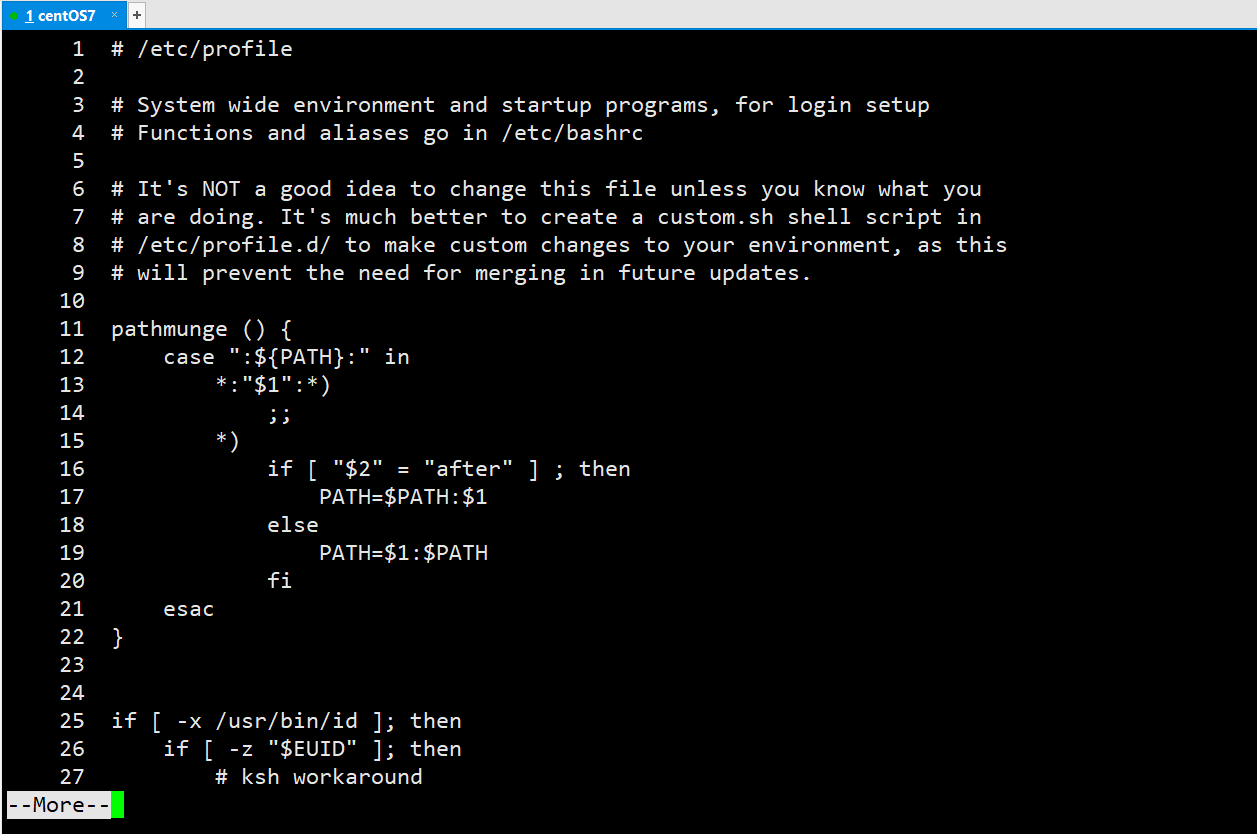 1 centOS7 × +
1 # /etc/profile
2
3 # System wide environment and startup programs, for login setup
4 # Functions and aliases go in /etc/bashrc
5
6 # It's NOT a good idea to change this file unless you know what you
7 # are doing. It's much better to create a custom.sh shell script in
8 # /etc/profile.d/ to make custom changes to your environment, as this
9 # will prevent the need for merging in future updates.
10
11 pathmunge () {
12     case ":${PATH}:" in
13         *:"$1":*)
14             ;;
15         *)
16             if [ "$2" = "after" ] ; then
17                 PATH=$PATH:$1
18             else
19                 PATH=$1:$PATH
20             fi
21     esac
22 }
23
24
25 if [ -x /usr/bin/id ]; then
26     if [ -z "$EUID" ]; then
27         # ksh workaround
--More--